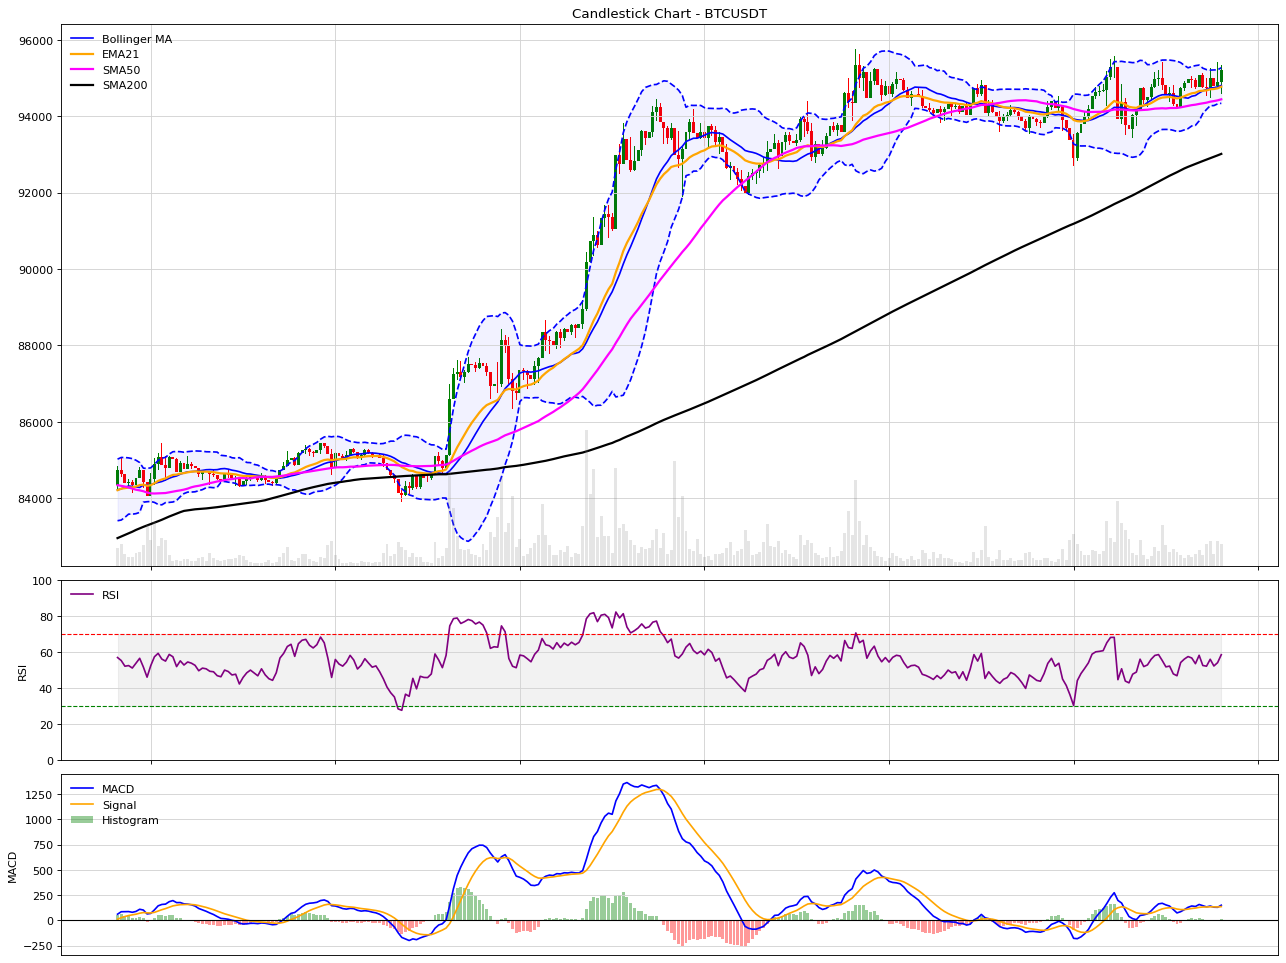 Candlestick Chart - BTCUSDT
Bollinger MA
EMA21
SMA50
SMA200
96000
94000
92000
90000
88000
86000
84000
RSI
100
80
60
40
20
0
RSI
MACD
Signal
Histogram
1250
1000
750
500
250
0
−250
MACD